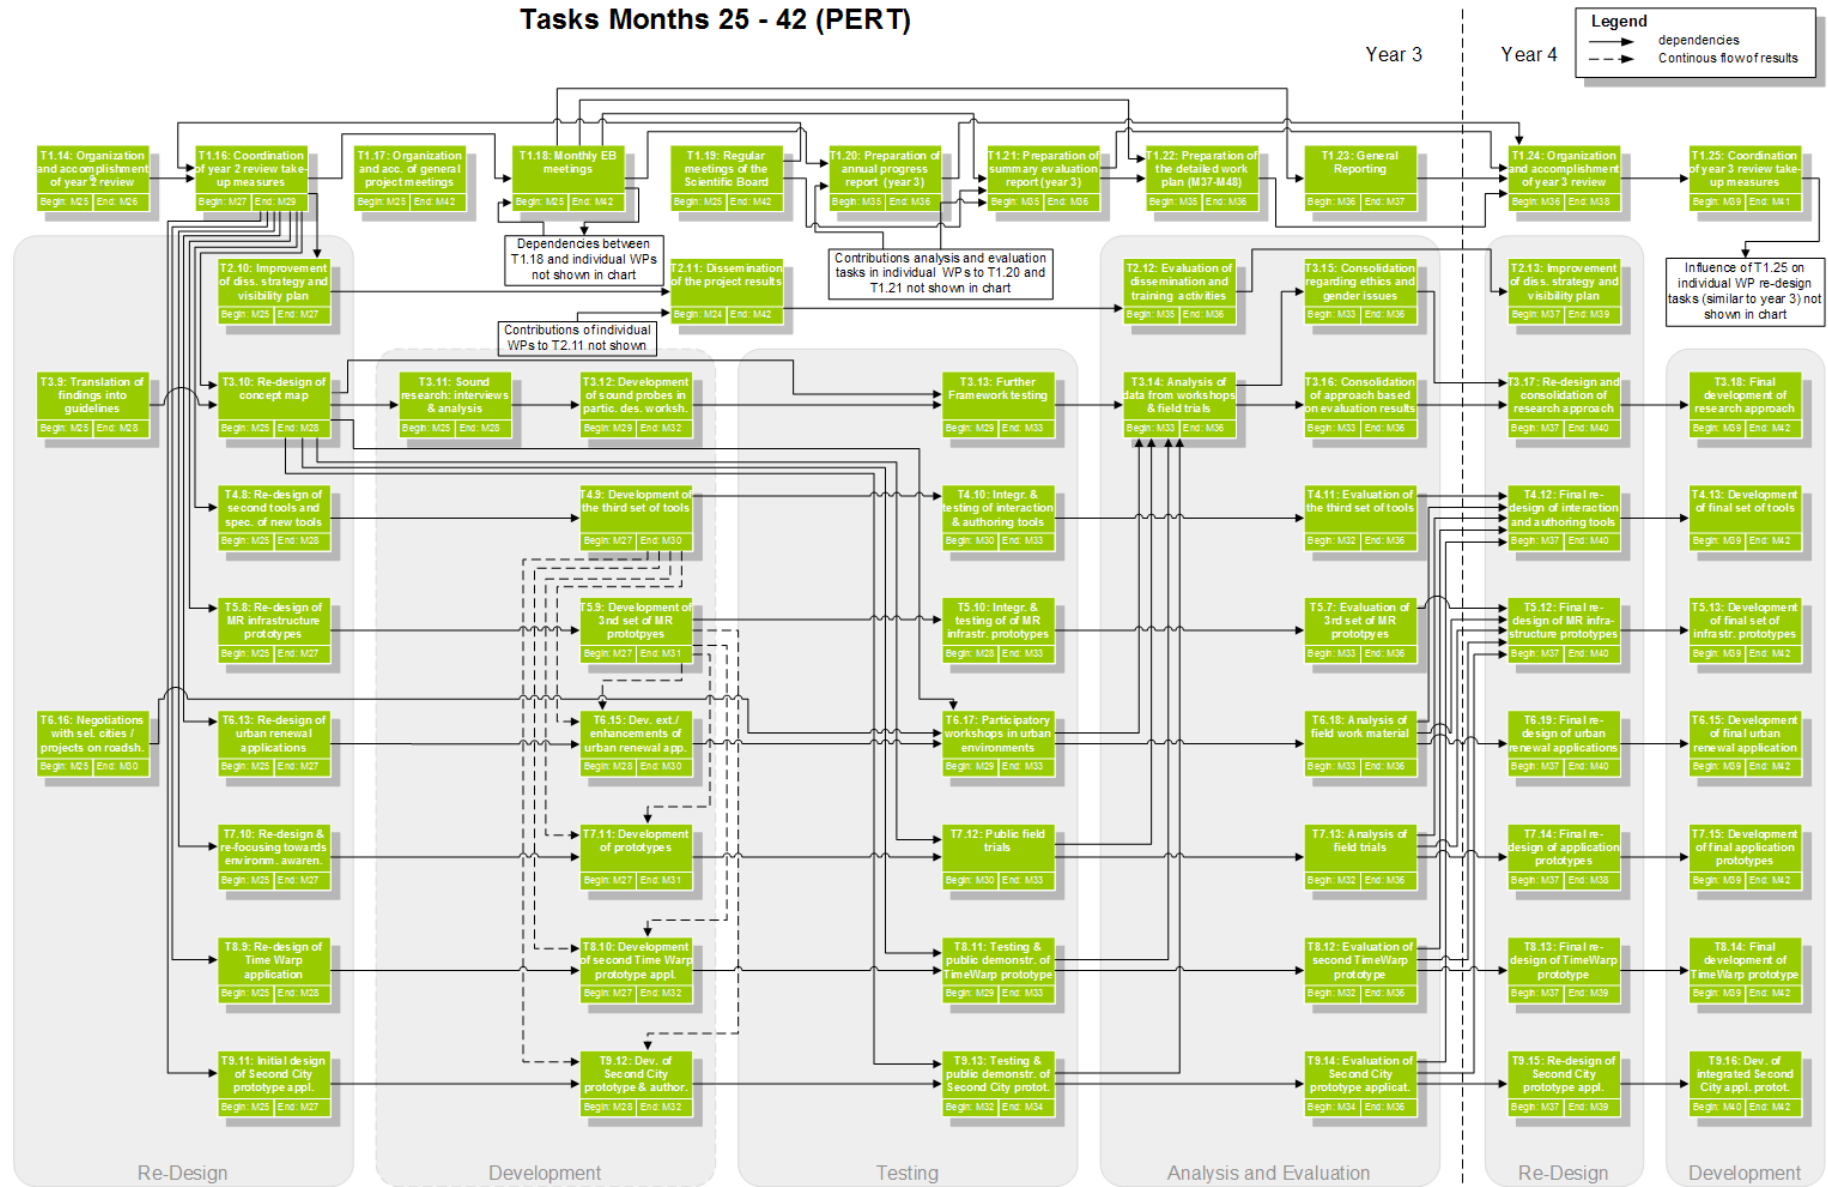 Tasks Months 25 - 42 (PERT)
Year 3
Year 4
Legend
dependencies
Continous flow of results
T1.14: Organization
and accomplishment
of year 2 review
Begin: M25 End: M26
T1.16: Coordination
of year 2 review take-
up measures
Begin: M27 End: M29
T1.17: Organization
and acc. of general
project meetings
Begin: M25 End: M42
T1.18: Monthly EB
meetings
Begin: M25 End: M42
T1.19: Regular
meetings of the
Scientific Board
Begin: M25 End: M42
T1.20: Preparation of
annual progress
report (year 3)
Begin: M35 End: M36
T1.21: Preparation of
summary evaluation
report (year 3)
Begin: M35 End: M36
T1.22: Preparation of
the detailed work
plan (M37-M48)
Begin: M35 End: M36
T1.23: General
Reporting
Begin: M36 End: M37
T1.24: Organization
and accomplishment
of year 3 review
Begin: M36 End: M38
T1.25: Coordination
of year 3 review take-
up measures
Begin: M39 End: M41
Dependencies between
T1.18 and individual WPs
not shown in chart
Contributions analysis and evaluation
tasks in individual WPs to T1.20 and
T1.21 not shown in chart
Influence of T1.25 on
individual WP re-design
tasks (similar to year 3) not
shown in chart
T2.10: Improvement
of diss. strategy and
visibility plan
Begin: M25 End: M27
T2.11: Dissemination
of the project results
Begin: M24 End: M42
Contributions of individual
WPs to T2.11 not shown
T2.12: Evaluation of
dissemination and
training activities
Begin: M35 End: M36
T3.15: Consolidation
regarding ethics and
gender issues
Begin: M33 End: M36
T2.13: Improvement
of diss. strategy and
visibility plan
Begin: M37 End: M39
T3.9: Translation of
findings into
guidelines
Begin: M25 End: M28
T3.10: Re-design of
concept map
Begin: M25 End: M28
T3.11: Sound
research: interviews
& analysis
Begin: M25 End: M28
T3.12: Development
of sound probes in
partic. des. worksh.
Begin: M29 End: M32
T3.13: Further
Framework testing
Begin: M29 End: M33
T3.14: Analysis of
data from workshops
& field trials
Begin: M33 End: M36
T3.16: Consolidation
of approach based
on evaluation results
Begin: M33 End: M36
T3.17: Re-design and
consolidation of
research approach
Begin: M37 End: M40
T3.18: Final
development of
research approach
Begin: M39 End: M42
T4.8: Re-design of
second tools and
spec. of new tools
Begin: M25 End: M28
T4.9: Development of
the third set of tools
Begin: M27 End: M30
T4.10: Integr. &
testing of interaction
& authoring tools
Begin: M30 End: M33
T4.11: Evaluation of
the third set of tools
Begin: M32 End: M36
T4.12: Final re-
design of interaction
and authoring tools
Begin: M37 End: M40
T4.13: Development
of final set of tools
Begin: M39 End: M42
T5.8: Re-design of
MR infrastructure
prototypes
Begin: M25 End: M27
T5.9: Development of
3nd set of MR
prototpyes
Begin: M27 End: M31
T5.10: Integr. &
testing of of MR
infrastr. prototypes
Begin: M28 End: M33
T5.7: Evaluation of
3rd set of MR
prototpyes
Begin: M33 End: M36
T5.12: Final re-
design of MR infra-
structure prototypes
Begin: M37 End: M40
T5.13: Development
of final set of
infrastr. prototypes
Begin: M39 End: M42
T6.16: Negotiations
with sel. cities /
projects on roadsh.
Begin: M25 End: M30
T6.13: Re-design of
urban renewal
applications
Begin: M25 End: M27
T6.15: Dev. ext./
enhancements of
urban renewal app.
Begin: M28 End: M30
T6.17: Participatory
workshops in urban
environments
Begin: M29 End: M33
T6.18: Analysis of
field work material
Begin: M33 End: M36
T6.19: Final re-
design of urban
renewal applications
Begin: M37 End: M40
T6.15: Development
of final urban
renewal application
Begin: M39 End: M42
T7.10: Re-design &
re-focusing towards
environm. awaren.
Begin: M25 End: M27
T7.11: Development
of prototypes
Begin: M27 End: M31
T7.12: Public field
trials
Begin: M30 End: M33
T7.13: Analysis of
field trials
Begin: M32 End: M36
T7.14: Final re-
design of application
prototypes
Begin: M37 End: M38
T7.15: Development
of final application
prototypes
Begin: M39 End: M42
T8.9: Re-design of
Time Warp
application
Begin: M25 End: M28
T8.10: Development
of second Time Warp
prototype appl.
Begin: M27 End: M32
T8.11: Testing &
public demonstr. of
TimeWarp prototype
Begin: M29 End: M33
T8.12: Evaluation of
second TimeWarp
prototype
Begin: M32 End: M36
T8.13: Final re-
design of TimeWarp
prototype
Begin: M37 End: M39
T8.14: Final
development of
TimeWarp prototype
Begin: M39 End: M42
T9.11: Initial design
of Second City
prototype appl.
Begin: M25 End: M27
T9.12: Dev. of
Second City
prototype & author.
Begin: M28 End: M32
T9.13: Testing &
public demonstr. of
Second City protot.
Begin: M32 End: M34
T9.14: Evaluation of
Second City
prototype applicat.
Begin: M34 End: M36
T9.15: Re-design of
Second City
prototype appl.
Begin: M37 End: M39
T9.16: Dev. of
integrated Second
City appl. protot.
Begin: M40 End: M42
Re-Design
Development
Testing
Analysis and Evaluation
Re-Design
Development